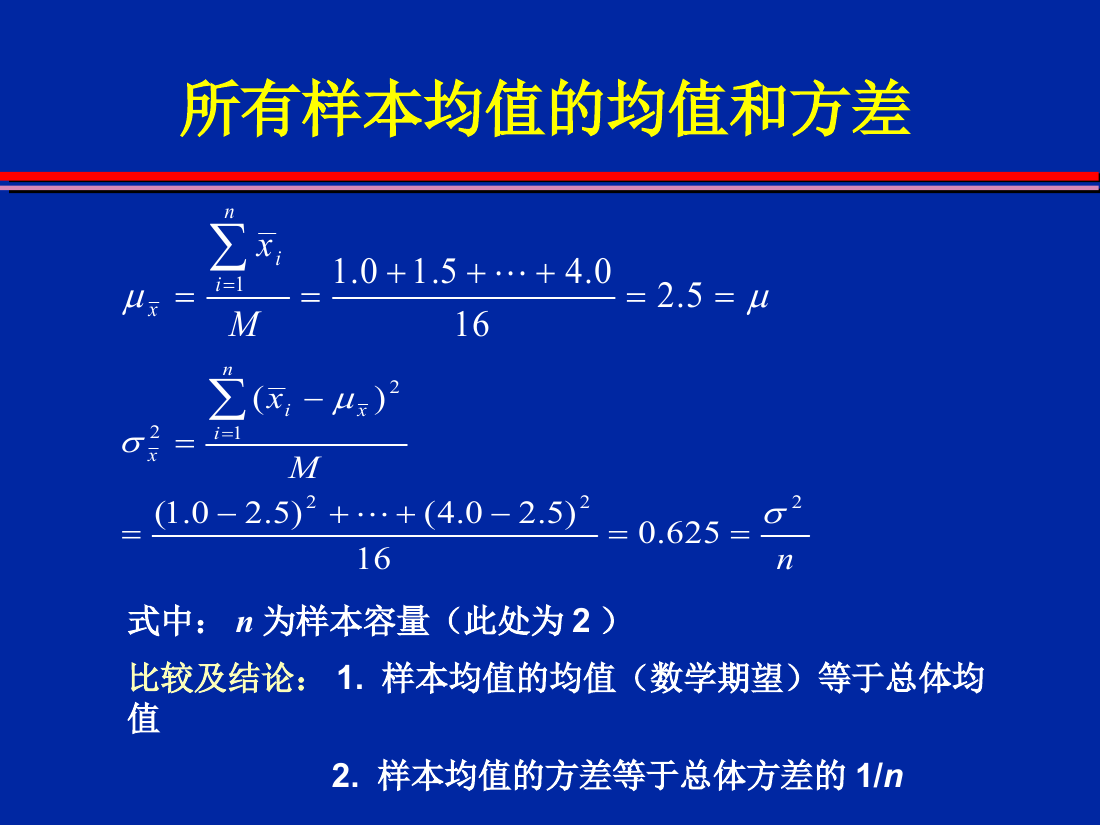 所有样本均值的均值和方差
μ_x̄ = (∑_{i=1}^{n} x̄_i) / M = (1.0 + 1.5 + ⋯ + 4.0) / 16 = 2.5 = μ
σ_x̄^2 = (∑_{i=1}^{n} (x̄_i − μ_x̄)^2) / M
= ((1.0 − 2.5)^2 + ⋯ + (4.0 − 2.5)^2) / 16 = 0.625 = σ^2 / n
式中： n 为样本容量（此处为 2 ）
比较及结论： 1. 样本均值的均值（数学期望）等于总体均
值
2. 样本均值的方差等于总体方差的 1/n